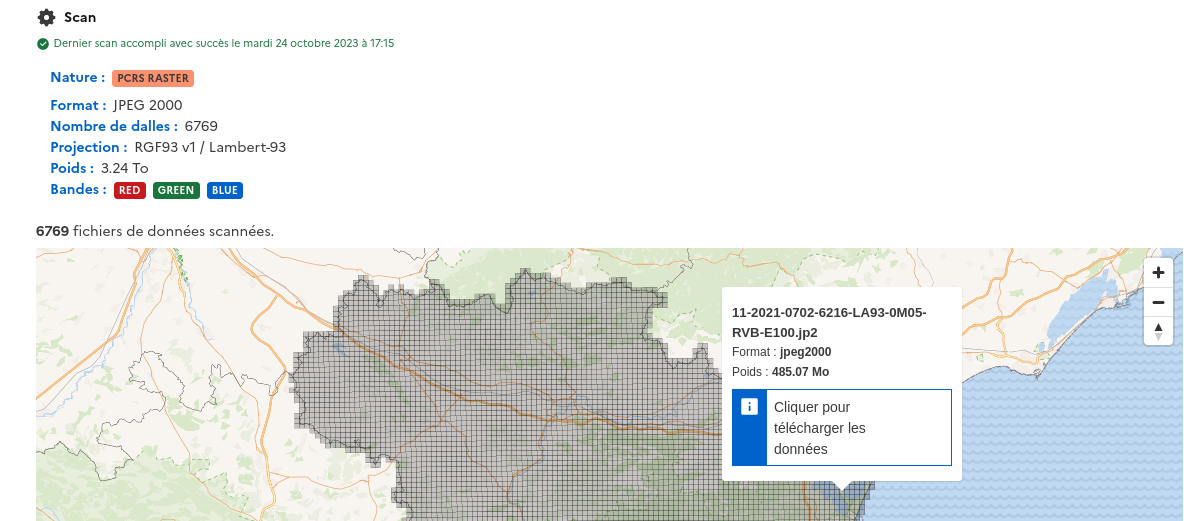 Scan
Dernier scan accompli avec succès le mardi 24 octobre 2023 à 17:15
Nature : PCRS RASTER
Format : JPEG 2000
Nombre de dalles : 6769
Projection : RGF93 v1 / Lambert-93
Poids : 3.24 To
Bandes : RED GREEN BLUE
6769 fichiers de données scannées.
11-2021-0702-6216-LA93-0M05-
RVB-E100.jp2
Format : jpeg2000
Poids : 485.07 Mo
Cliquer pour
télécharger les
données